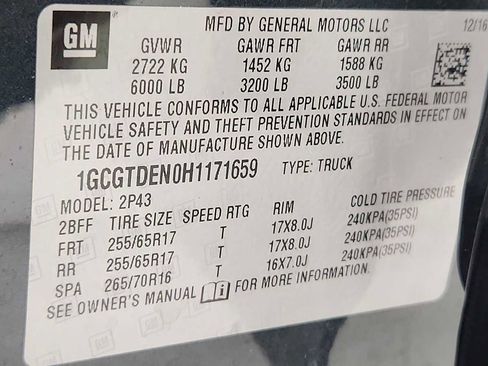 GM
MFD BY GENERAL MOTORS LLC 12/16
GVWR GAWR FRT GAWR RR
2722 KG 1452 KG 1588 KG
6000 LB 3200 LB 3500 LB
THIS VEHICLE CONFORMS TO ALL APPLICABLE U.S. FEDERAL MOTOR
VEHICLE SAFETY AND THEFT PREVENTION STANDARDS IN EFFECT ON
THE DATE OF MANUFACTURE SHOWN ABOVE.
1GCGTDEN0H1171659 TYPE: TRUCK
MODEL: 2P43
2BFF TIRE SIZE SPEED RTG RIM COLD TIRE PRESSURE
FRT 255/65R17 T 17X8.0J 240KPA(35PSI)
RR 255/65R17 T 17X8.0J 240KPA(35PSI)
SPA 265/70R16 T 16X7.0J 240KPA(35PSI)
SEE OWNER'S MANUAL FOR MORE INFORMATION.